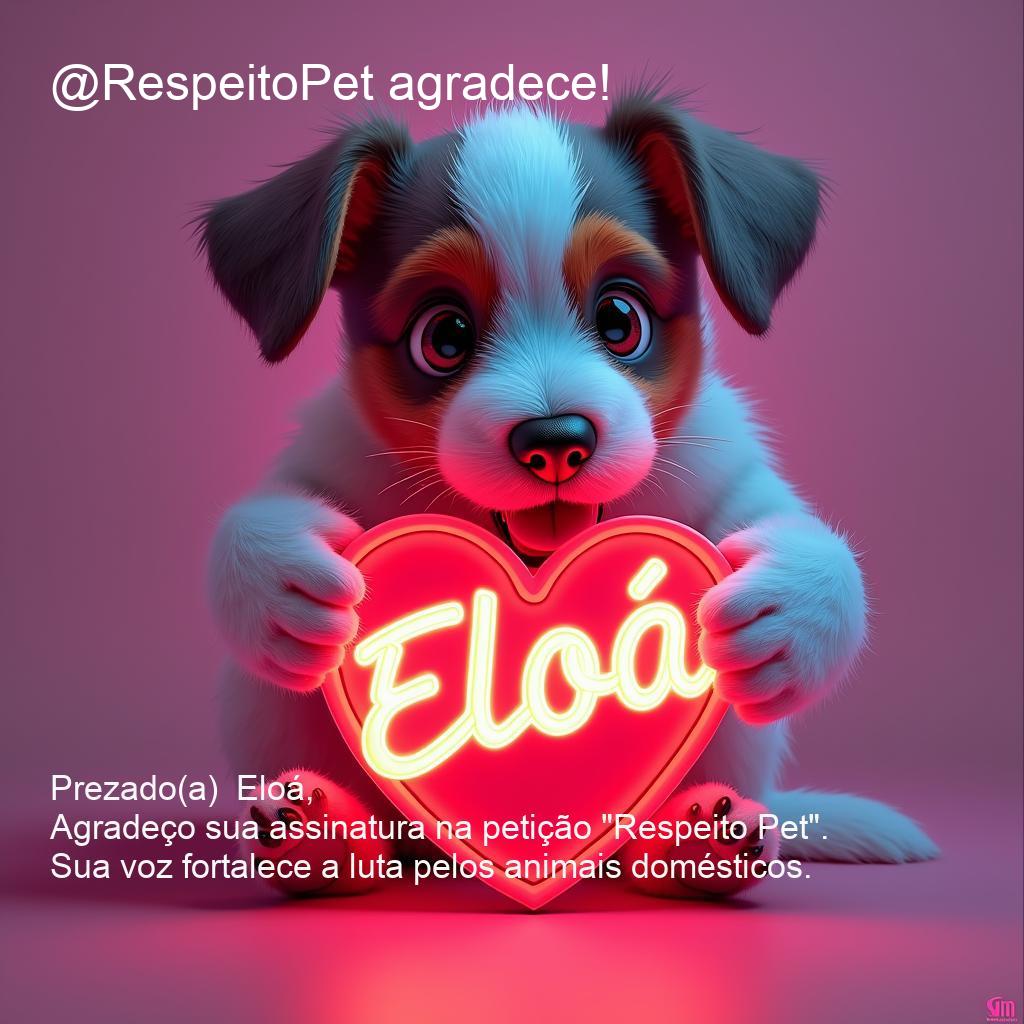 @RespeitoPet agradece!
Eloá
Prezado(a)  Eloá,
Agradeço sua assinatura na petição "Respeito Pet".
Sua voz fortalece a luta pelos animais domésticos.